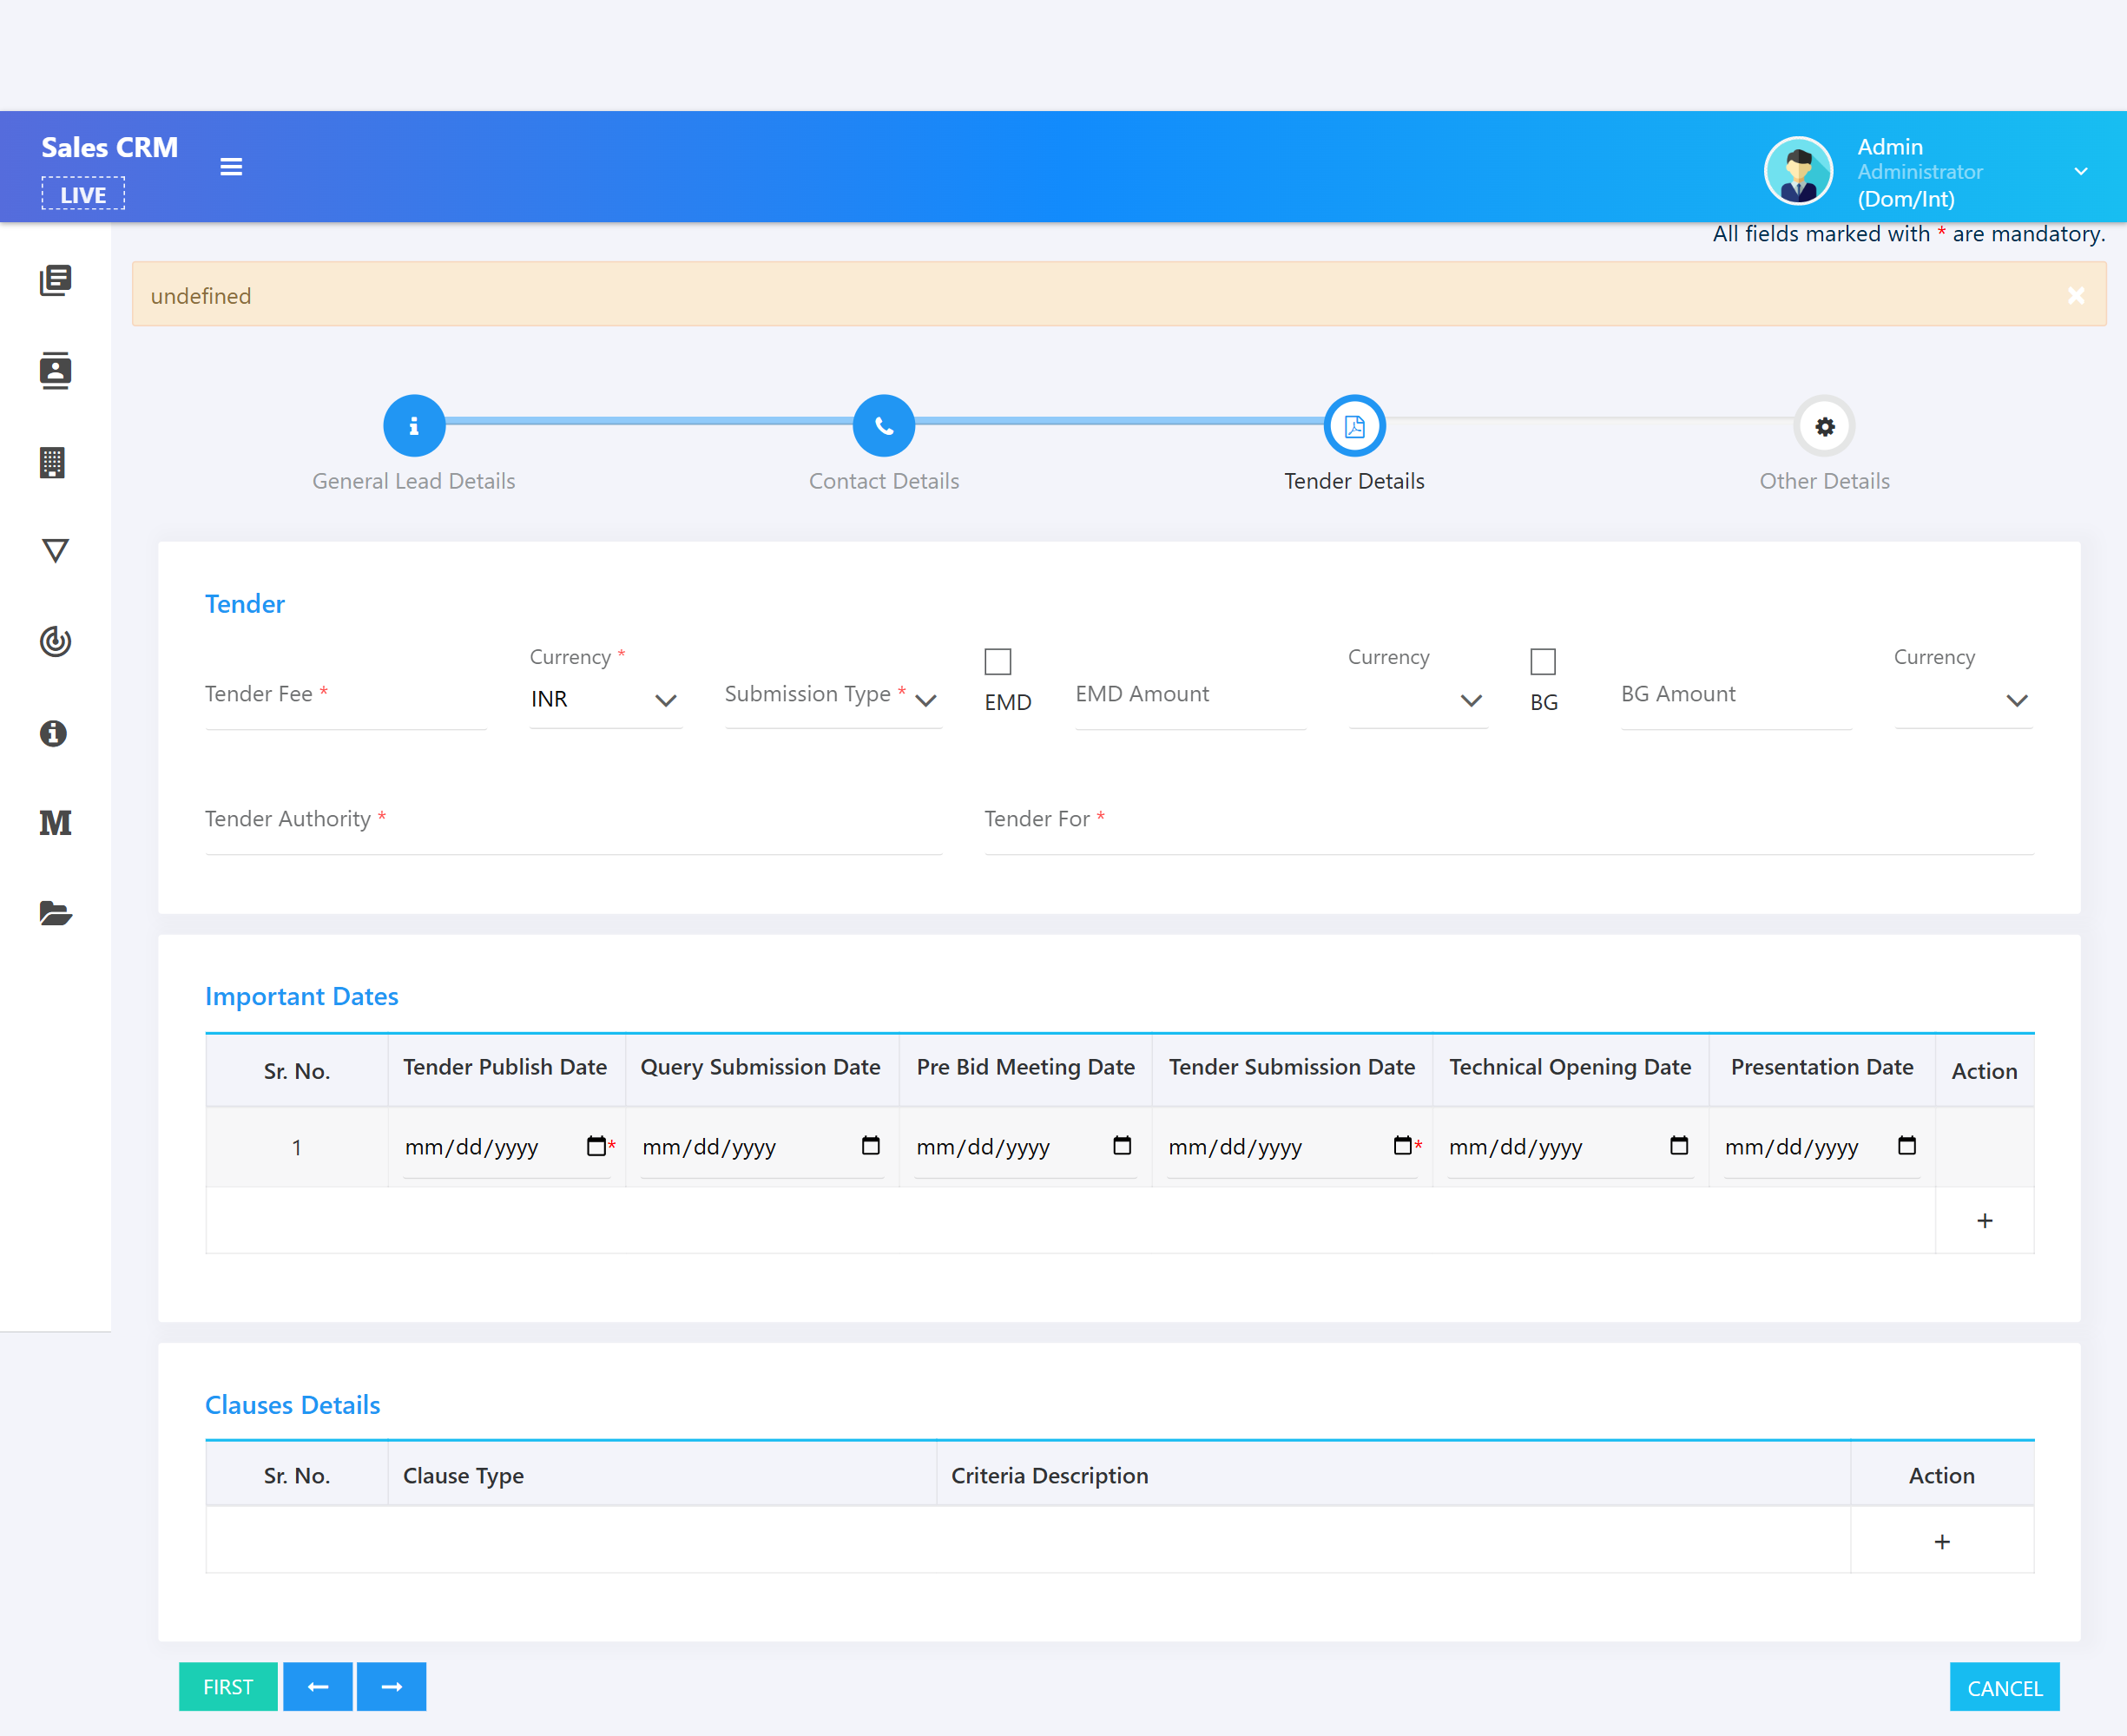 Sales CRM
LIVE
Admin
Administrator
(Dom/Int)
All fields marked with * are mandatory.
undefined
General Lead Details
Contact Details
Tender Details
Other Details
Tender
Tender Fee *
Currency *
INR
Submission Type *
EMD
EMD Amount
Currency
BG
BG Amount
Currency
Tender Authority *
Tender For *
Important Dates
Sr. No. Tender Publish Date Query Submission Date Pre Bid Meeting Date Tender Submission Date Technical Opening Date Presentation Date Action
1 mm/dd/yyyy * mm/dd/yyyy mm/dd/yyyy mm/dd/yyyy * mm/dd/yyyy mm/dd/yyyy
+
Clauses Details
Sr. No. Clause Type Criteria Description Action
+
FIRST ← →
CANCEL